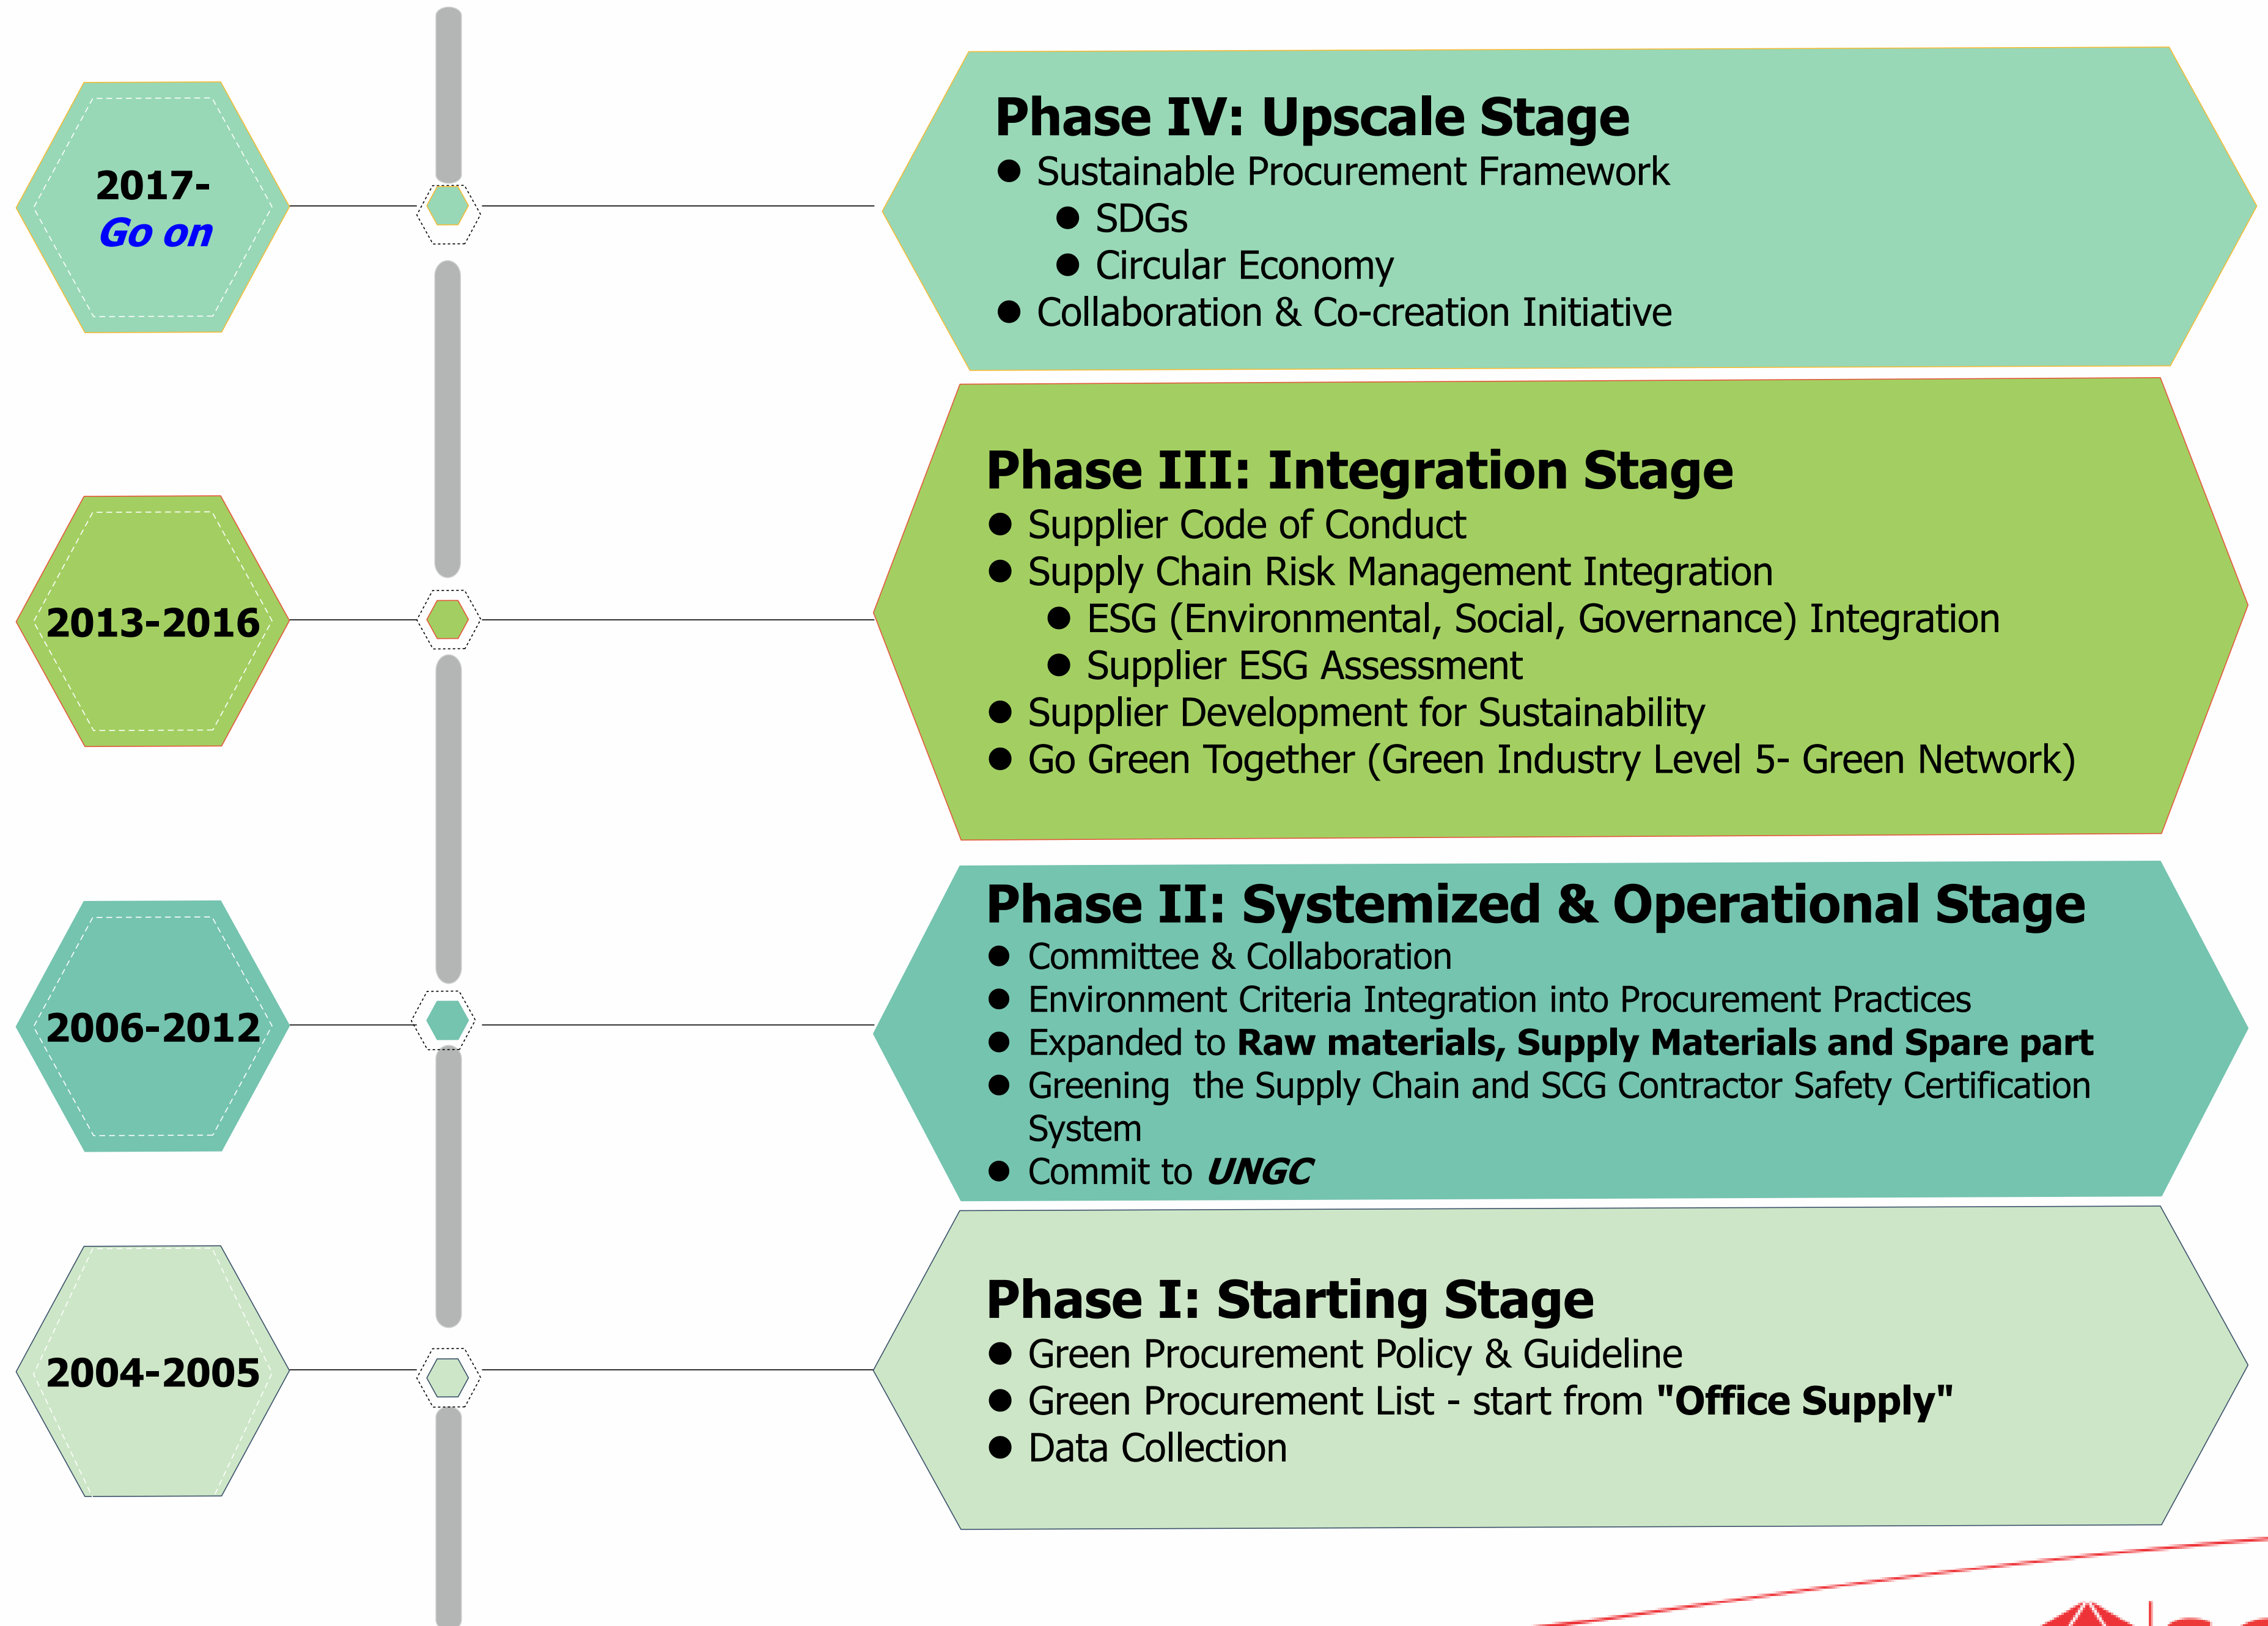 2017-
Go on
Phase IV: Upscale Stage
● Sustainable Procurement Framework
● SDGs
● Circular Economy
● Collaboration & Co-creation Initiative
2013-2016
Phase III: Integration Stage
● Supplier Code of Conduct
● Supply Chain Risk Management Integration
● ESG (Environmental, Social, Governance) Integration
● Supplier ESG Assessment
● Supplier Development for Sustainability
● Go Green Together (Green Industry Level 5- Green Network)
2006-2012
Phase II: Systemized & Operational Stage
● Committee & Collaboration
● Environment Criteria Integration into Procurement Practices
● Expanded to Raw materials, Supply Materials and Spare part
● Greening  the Supply Chain and SCG Contractor Safety Certification
System
● Commit to UNGC
2004-2005
Phase I: Starting Stage
● Green Procurement Policy & Guideline
● Green Procurement List - start from "Office Supply"
● Data Collection